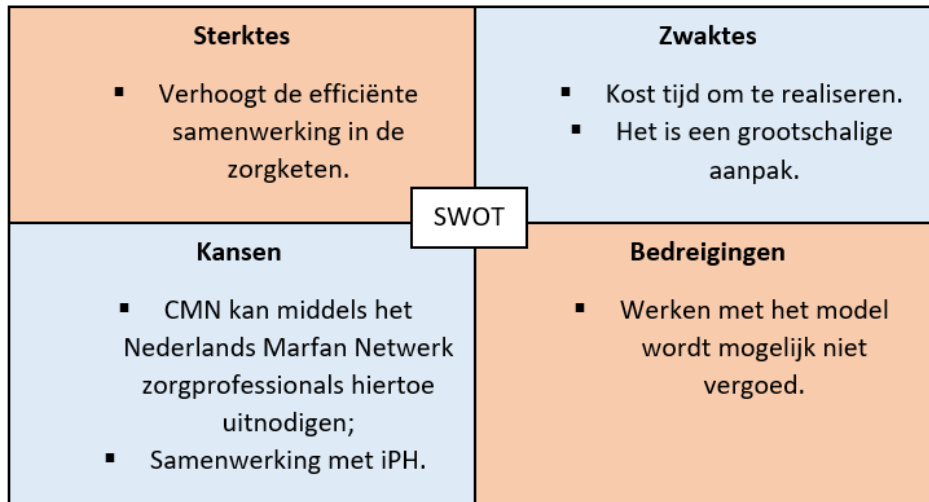 Sterktes
▪ Verhoogt de efficiënte
samenwerking in de
zorgketen.
Zwaktes
▪ Kost tijd om te realiseren.
▪ Het is een grootschalige
aanpak.
SWOT
Kansen
▪ CMN kan middels het
Nederlands Marfan Netwerk
zorgprofessionals hiertoe
uitnodigen;
▪ Samenwerking met iPH.
Bedreigingen
▪ Werken met het model
wordt mogelijk niet
vergoed.